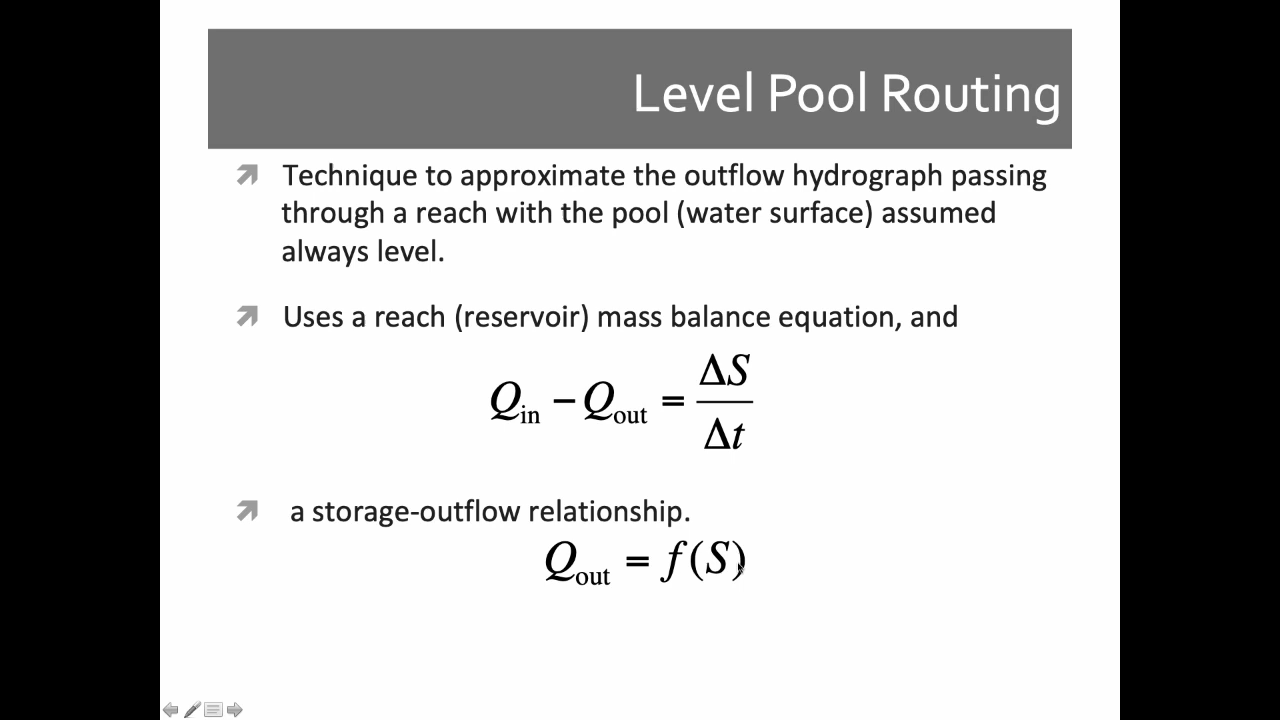 Level Pool Routing
Technique to approximate the outflow hydrograph passing
through a reach with the pool (water surface) assumed
always level.
Uses a reach (reservoir) mass balance equation, and
Q_in − Q_out = ΔS/Δt
a storage-outflow relationship.
Q_out = f(S)